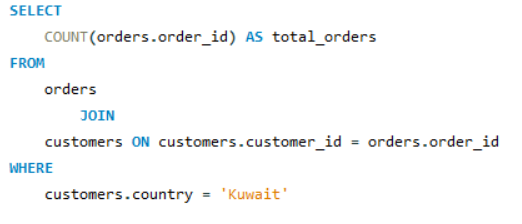 SELECT
    COUNT(orders.order_id) AS total_orders
FROM
    orders
        JOIN
    customers ON customers.customer_id = orders.order_id
WHERE
    customers.country = 'Kuwait'